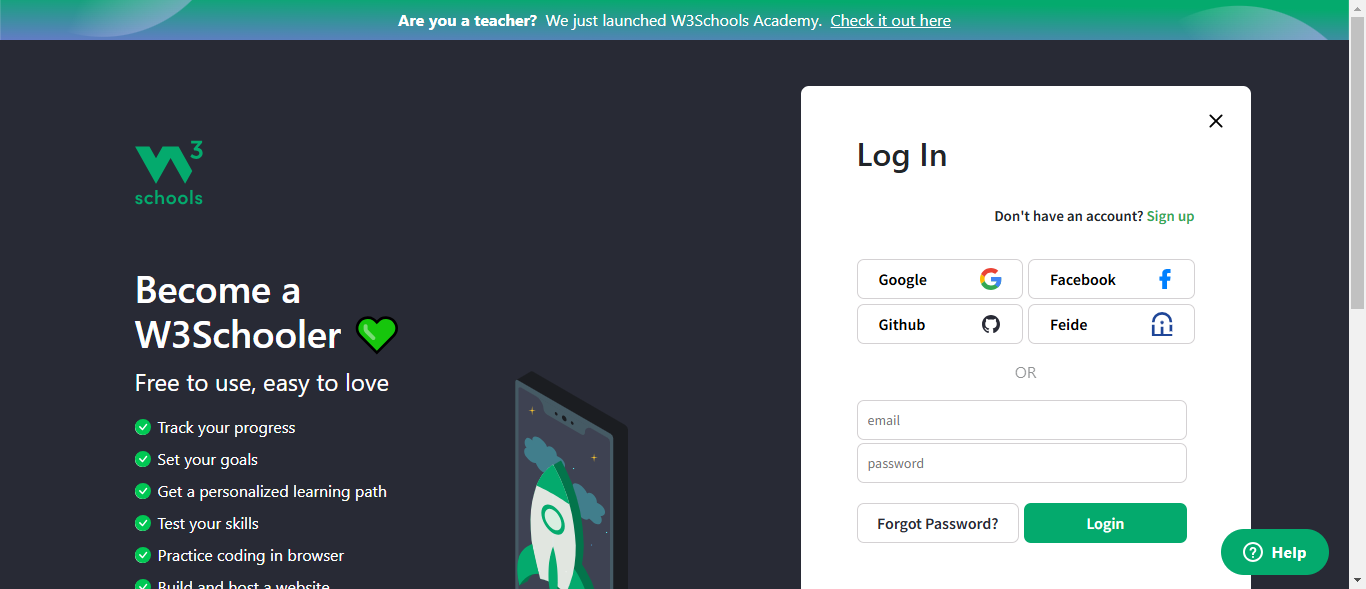 Are you a teacher? We just launched W3Schools Academy. Check it out here
W3
schools
Become a
W3Schooler
Free to use, easy to love
Track your progress
Set your goals
Get a personalized learning path
Test your skills
Practice coding in browser
Build and host a website
Log In
Don't have an account? Sign up
Google
Facebook
Github
Feide
OR
email
password
Forgot Password?
Login
Help